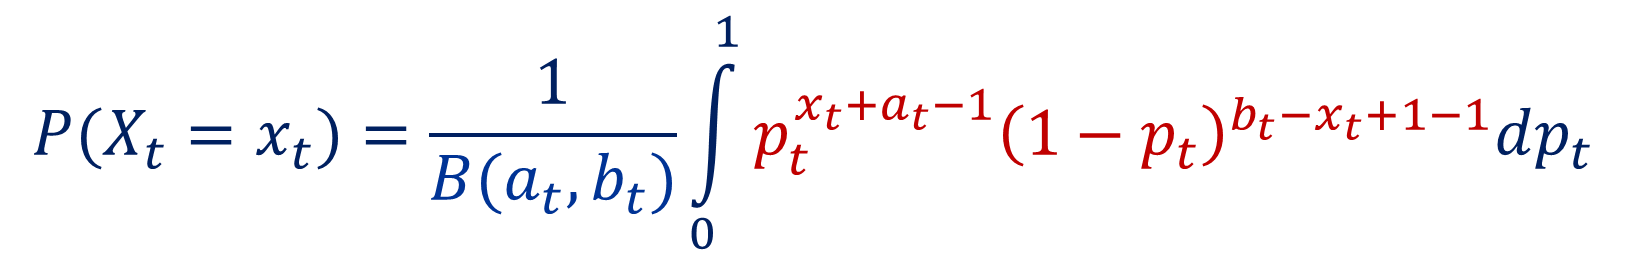 $P(X_t = x_t) = \frac{1}{B(a_t, b_t)} \int_0^1 p_t^{x_t+a_t-1}(1-p_t)^{b_t-x_t+1-1}dp_t$